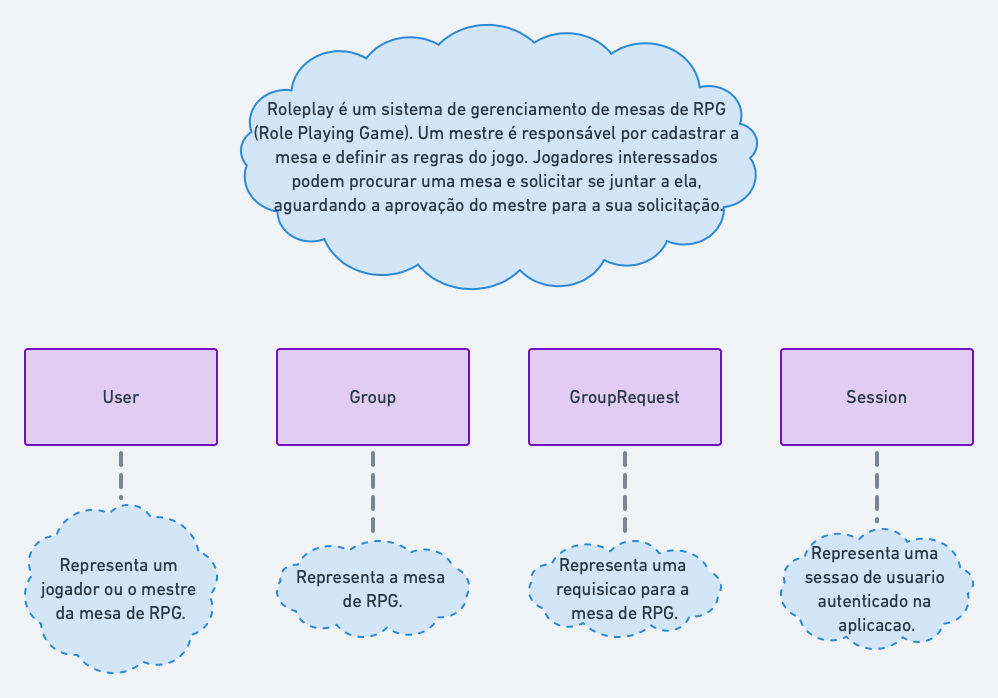 Roleplay é um sistema de gerenciamento de mesas de RPG
(Role Playing Game). Um mestre é responsável por cadastrar a
mesa e definir as regras do jogo. Jogadores interessados
podem procurar uma mesa e solicitar se juntar a ela,
aguardando a aprovação do mestre para a sua solicitação.
User
Group
GroupRequest
Session
Representa um
jogador ou o mestre
da mesa de RPG.
Representa a mesa
de RPG.
Representa uma
requisicao para a
mesa de RPG.
Representa uma
sessao de usuario
autenticado na
aplicacao.